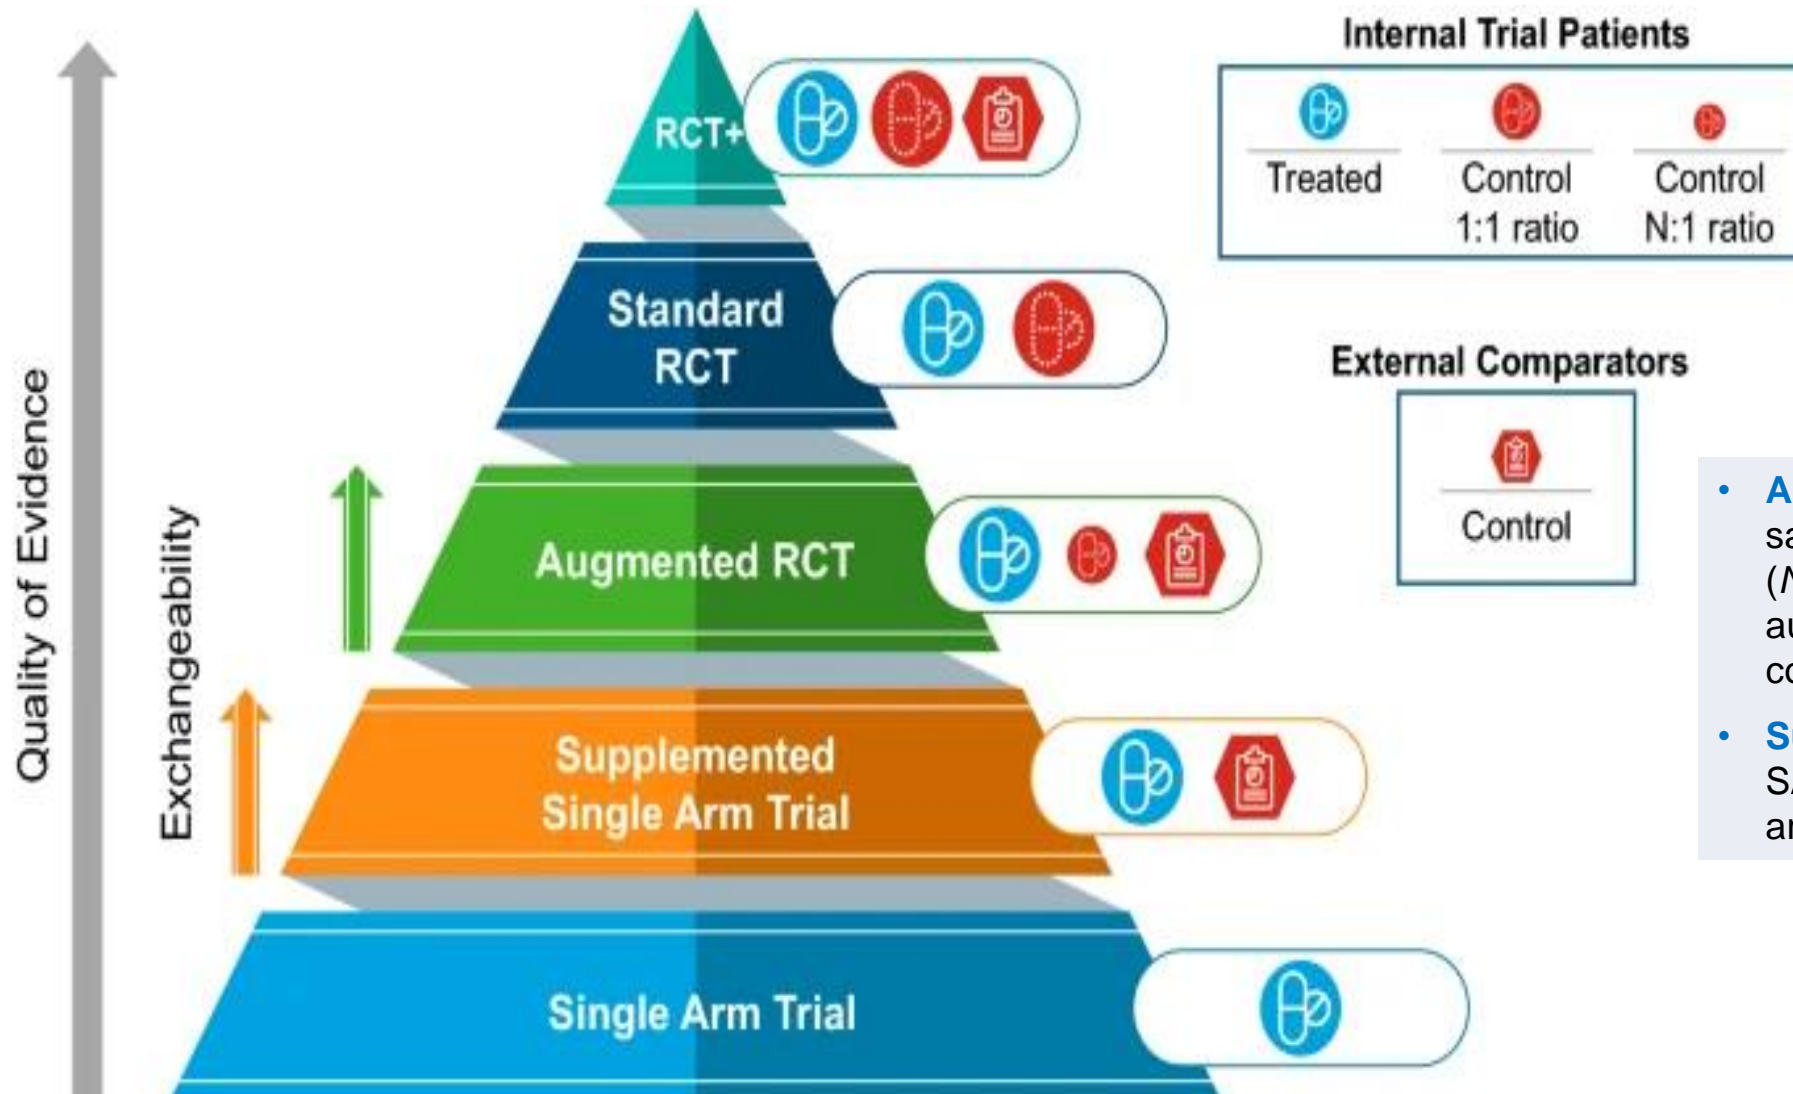 Quality of Evidence
Exchangeability
RCT+
Standard
RCT
Augmented RCT
Supplemented
Single Arm Trial
Single Arm Trial
Internal Trial Patients
Treated
Control
1:1 ratio
Control
N:1 ratio
External Comparators
Control